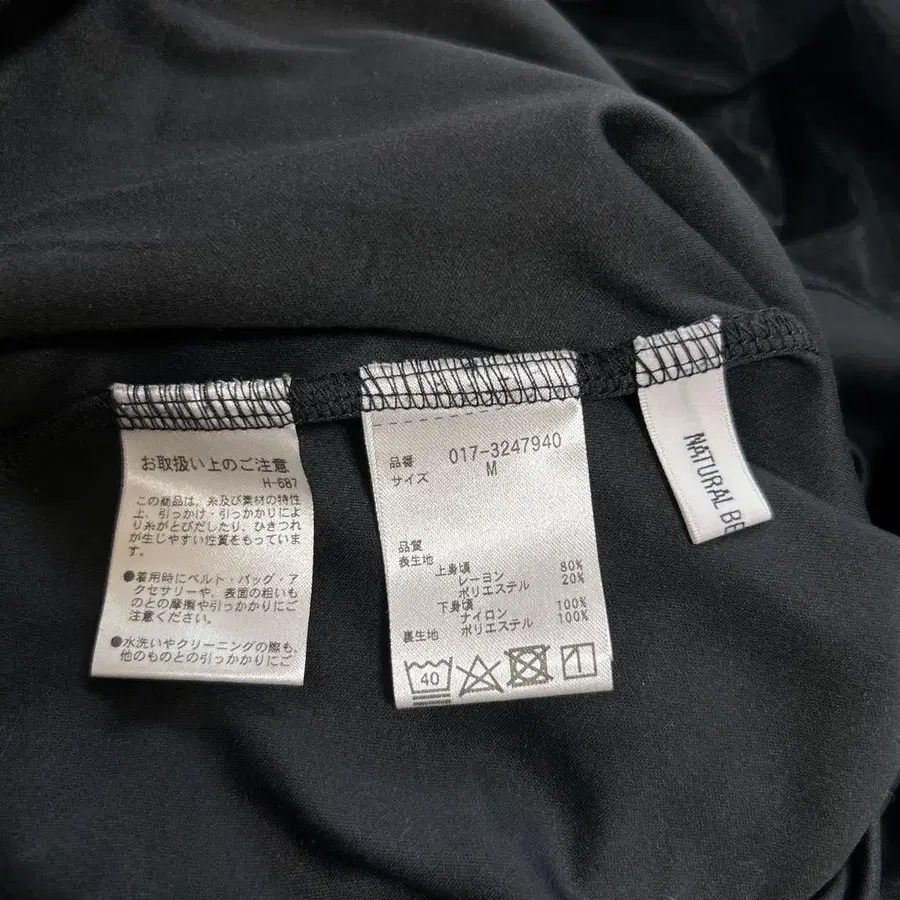 お取扱い上のご注意
H-687
この商品は、糸及び素材の特性
上、引っかけ・引っかかりによ
り糸がとびだしたり、ひきつれ
が生じやすい性質をもっていま
す。
●着用時にベルト・バッグ・ア
クセサリーや、表面の粗いも
のとの摩擦や引っかかりにご
注意ください。
●水洗いやクリーニングの際も、
他のものとの引っかかりにご
品番 017-3247940
サイズ M
品質
表生地
上身頃
レーヨン 80%
ポリエステル 20%
下身頃
ナイロン 100%
裏生地 ポリエステル 100%
40
NATURAL BE